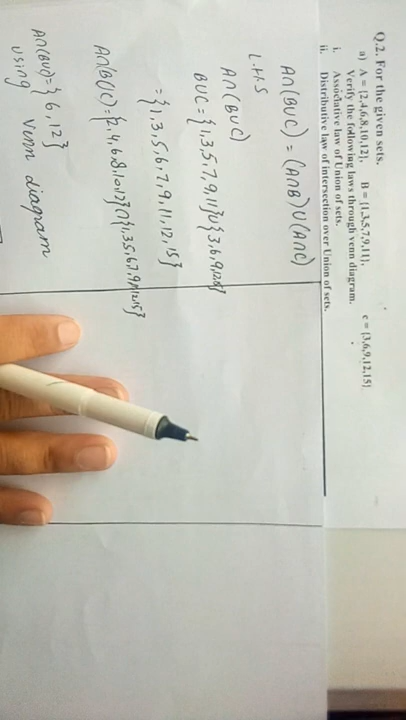 Q.2. For the given sets.
a) A = {2,4,6,8,10,12}, B = {1,3,5,7,9,11}, c = {3,6,9,12,15}
Verify the following laws through venn diagram.
i. Associative law of Union of sets.
ii. Distributive law of intersection over Union of sets.
A∩(B∪C) = (A∩B)∪(A∩C)
L.H.S
A∩(B∪C)
B∪C = {1,3,5,7,9,11}∪{3,6,9,12,15}
= {1,3,5,6,7,9,11,12,15}
A∩(B∪C)={2,4,6,8,10,12}∩{1,3,5,6,7,9,11,12,15}
A∩(B∪C)={6,12}
using Venn diagram